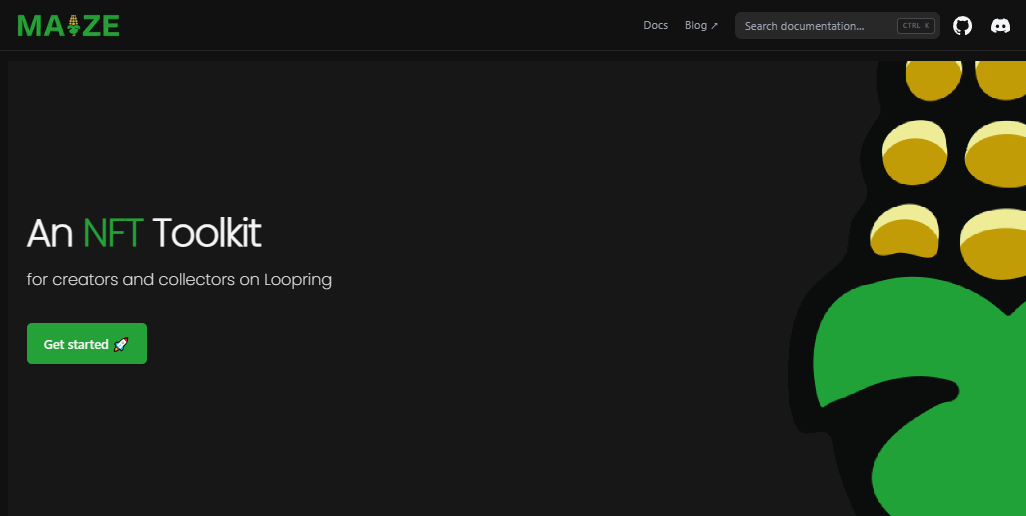 MAIZE
Docs
Blog ↗
Search documentation...
CTRL K
An NFT Toolkit
for creators and collectors on Loopring
Get started 🚀